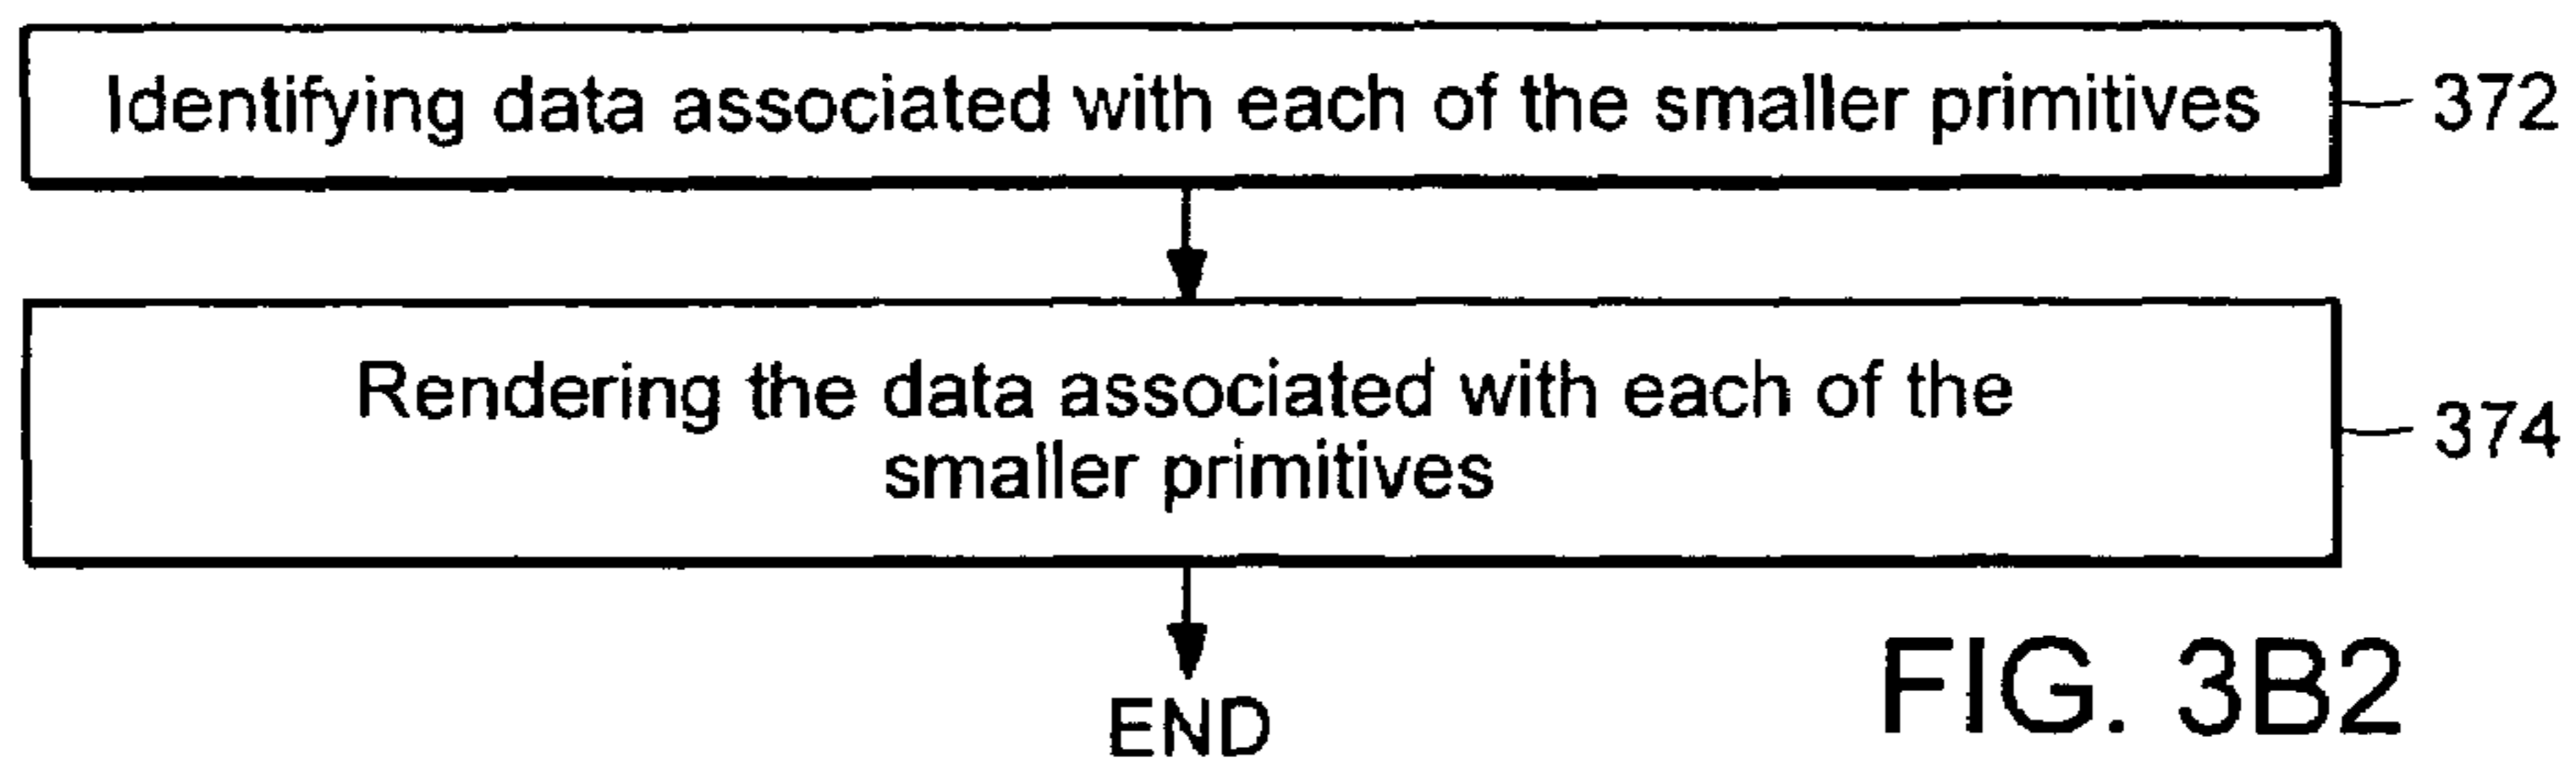 Identifying data associated with each of the smaller primitives
372
Rendering the data associated with each of the
smaller primitives
374
END
FIG. 3B2